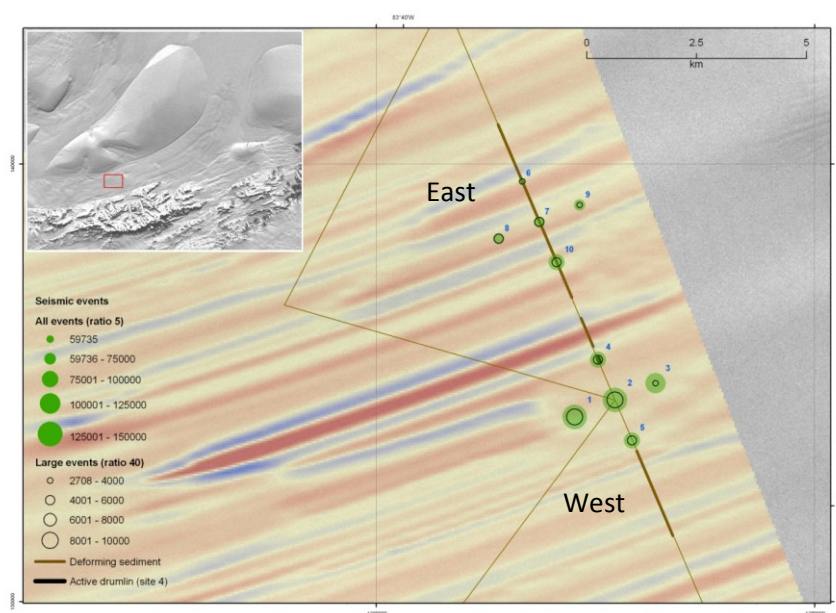 83°40'W
0 2.5 5
km
140000
6
East
9
7
8
10
Seismic events
All events (ratio 5)
59735
59736 - 75000
75001 - 100000
100001 - 125000
125001 - 150000
4
3
2
1
5
Large events (ratio 40)
2708 - 4000
4001 - 6000
6001 - 8000
8001 - 10000
West
Deforming sediment
Active drumlin (site 4)